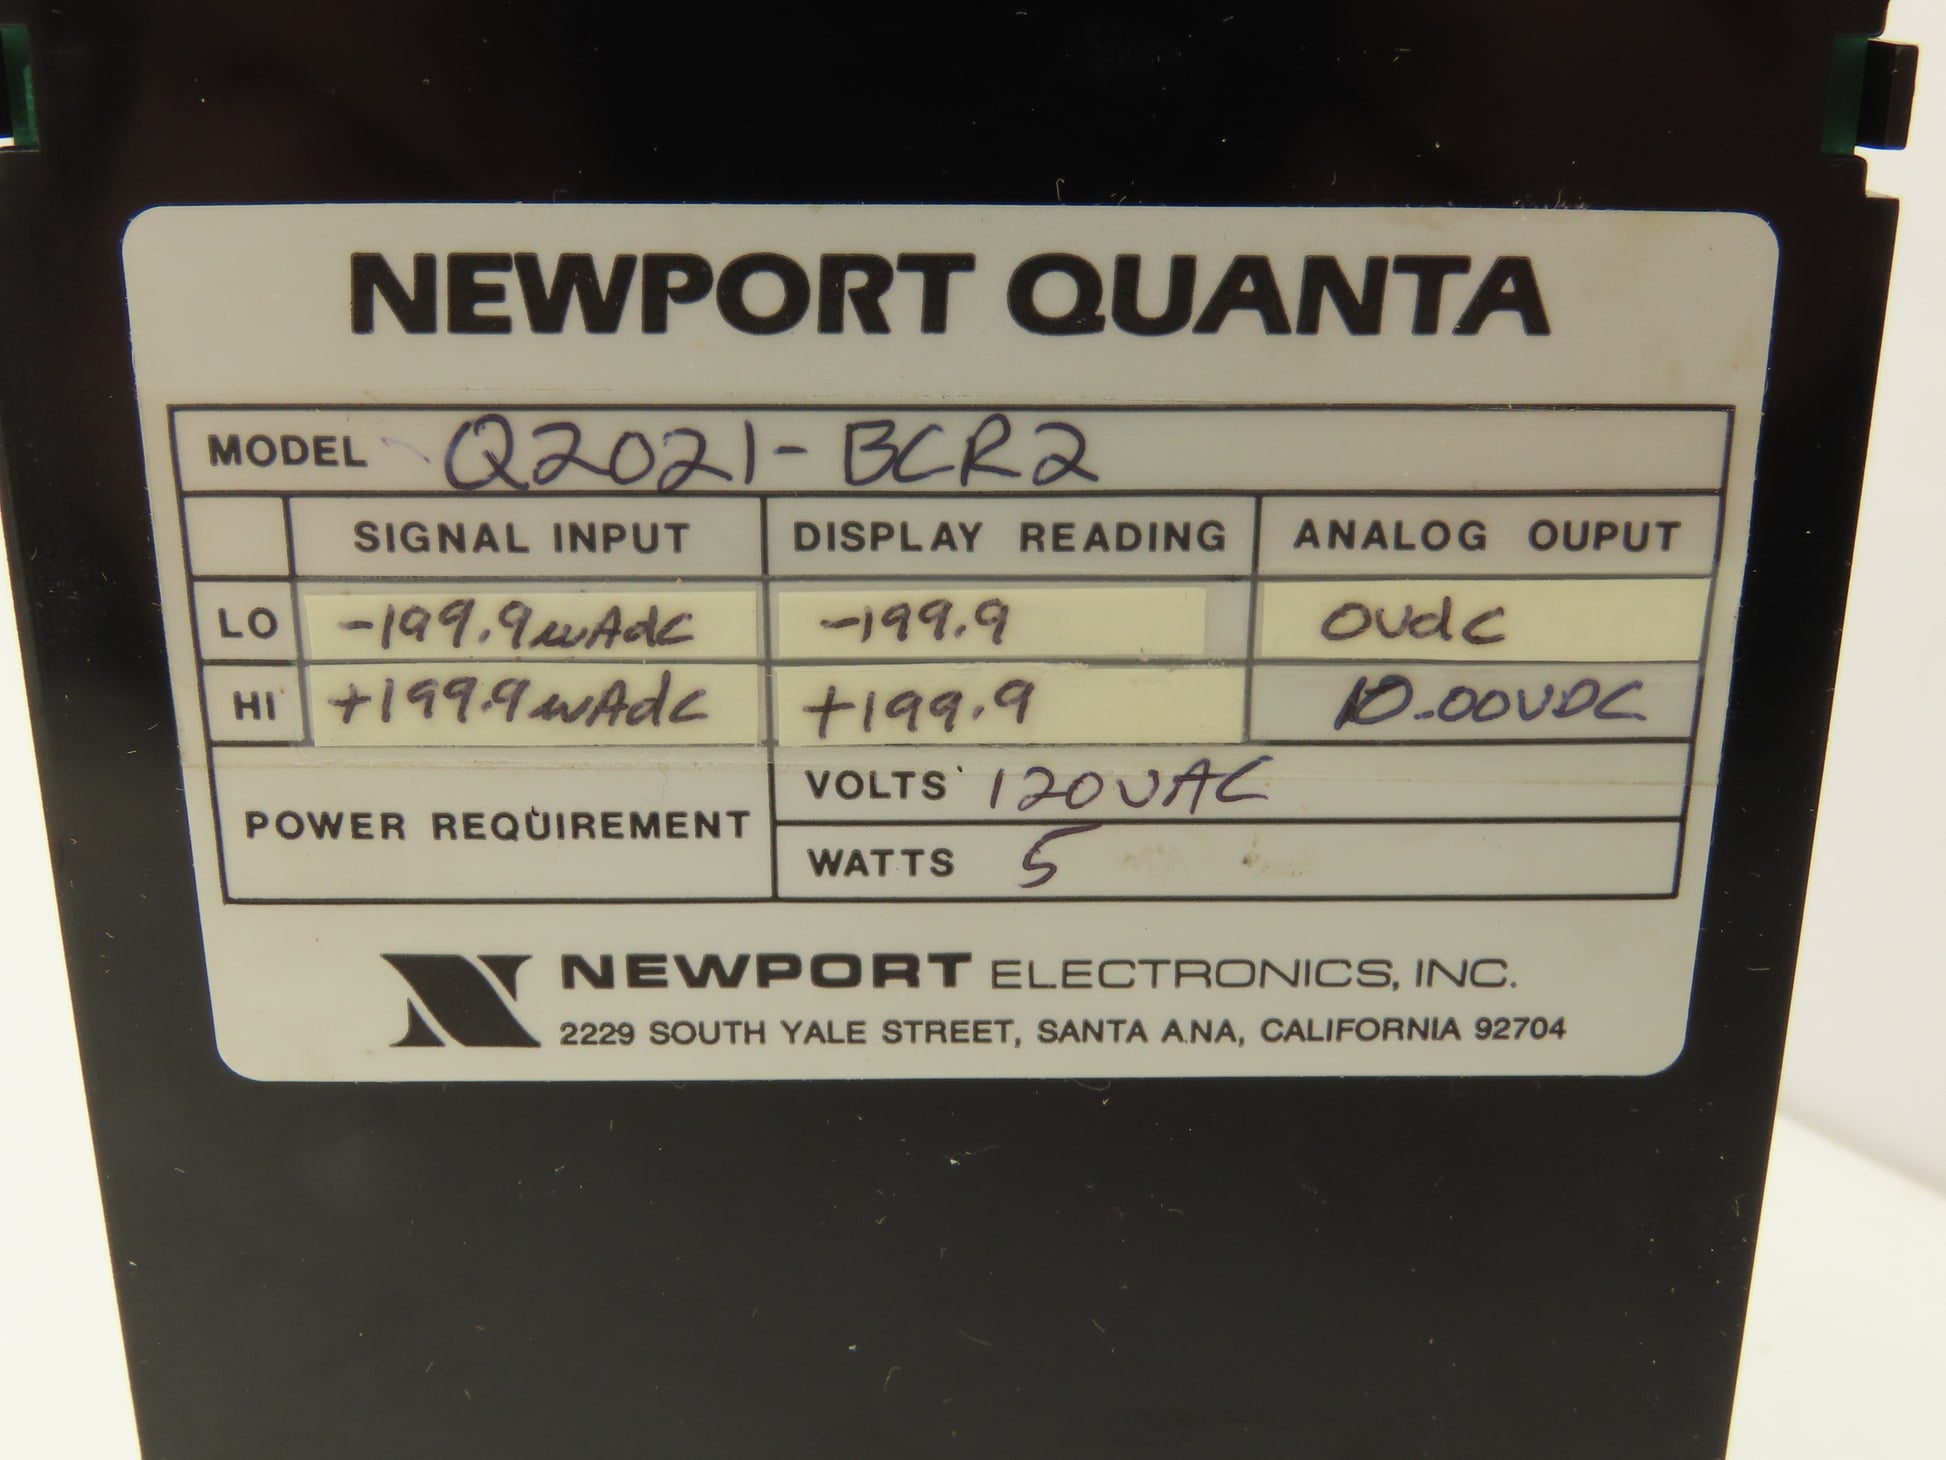 NEWPORT QUANTA
MODEL Q2021-BCR2
SIGNAL INPUT DISPLAY READING ANALOG OUPUT
LO -199.9mAdc -199.9 0vdc
HI +199.9mAdc +199.9 10.00VDC
POWER REQUIREMENT
VOLTS 120VAC
WATTS 5
NEWPORT ELECTRONICS, INC.
2229 SOUTH YALE STREET, SANTA ANA, CALIFORNIA 92704